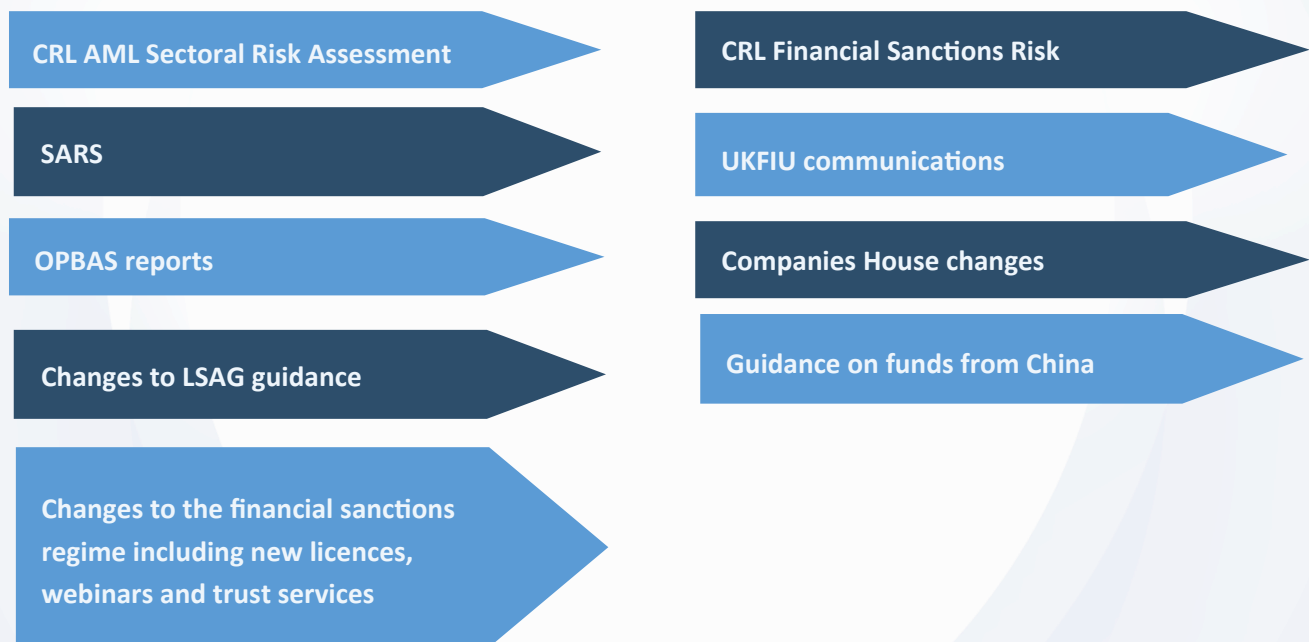 CRL AML Sectoral Risk Assessment
SARS
OPBAS reports
Changes to LSAG guidance
Changes to the financial sanctions
regime including new licences,
webinars and trust services
CRL Financial Sanctions Risk
UKFIU communications
Companies House changes
Guidance on funds from China